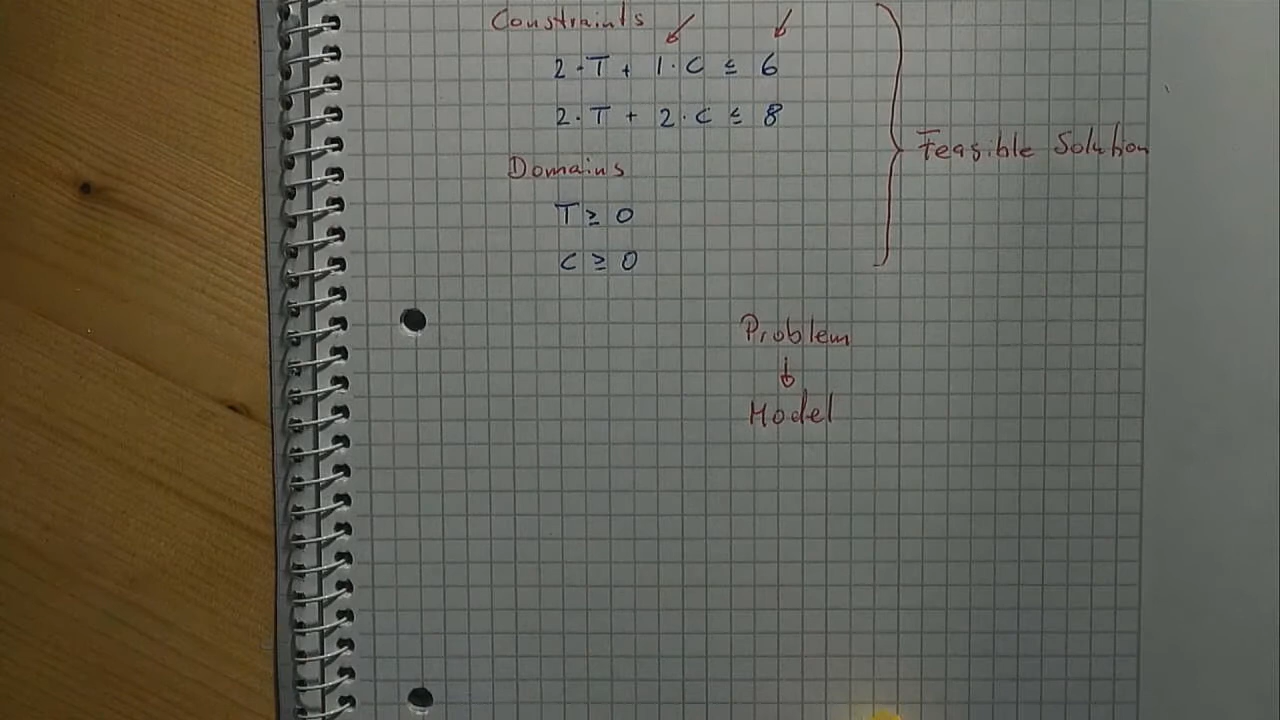 Constraints
2·T + 1·C ≤ 6
2·T + 2·C ≤ 8
Feasible Solution
Domains
T ≥ 0
C ≥ 0
Problem
↓
Model